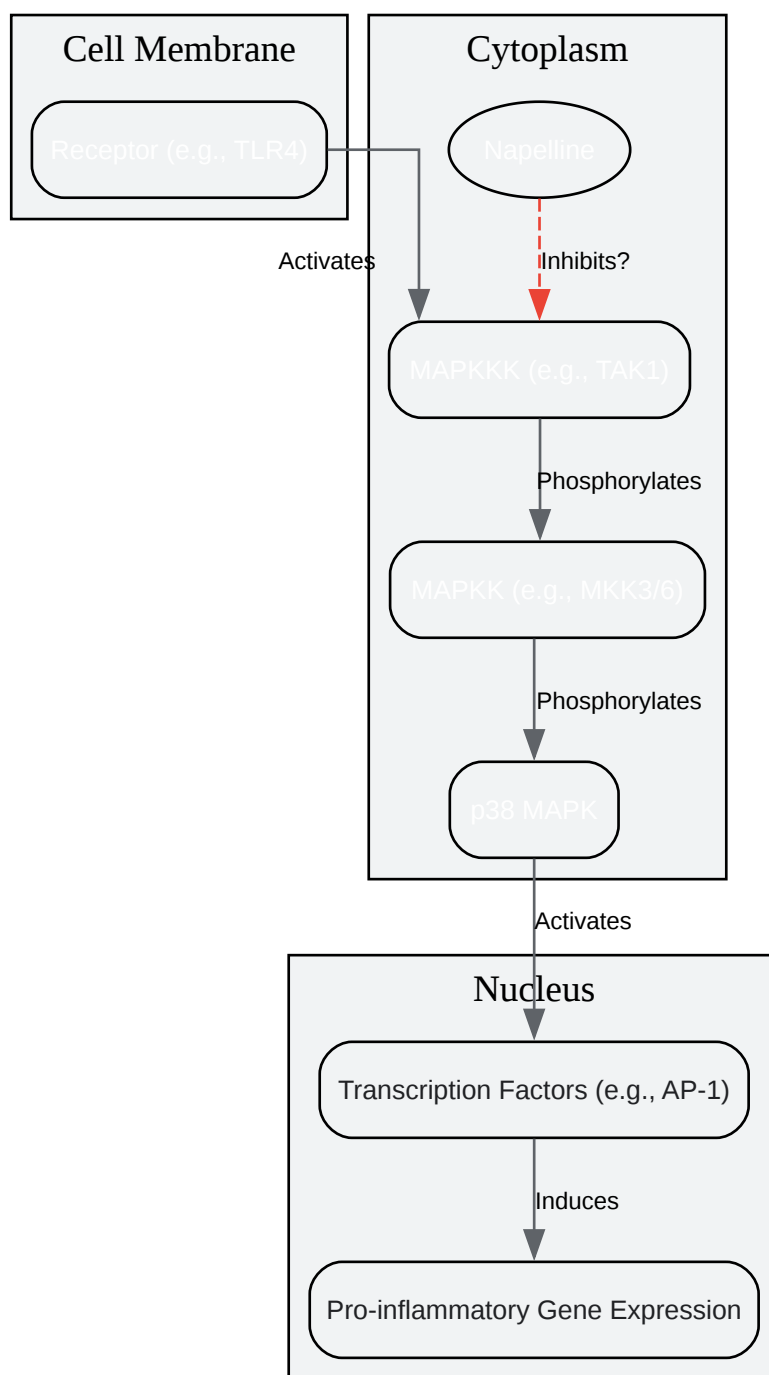 Cell Membrane
Cytoplasm
Receptor (e.g., TLR4)
Napelline
Activates
Inhibits?
MAPKKK (e.g., TAK1)
Phosphorylates
MAPKK (e.g., MKK3/6)
Phosphorylates
p38 MAPK
Activates
Nucleus
Transcription Factors (e.g., AP-1)
Induces
Pro-inflammatory Gene Expression